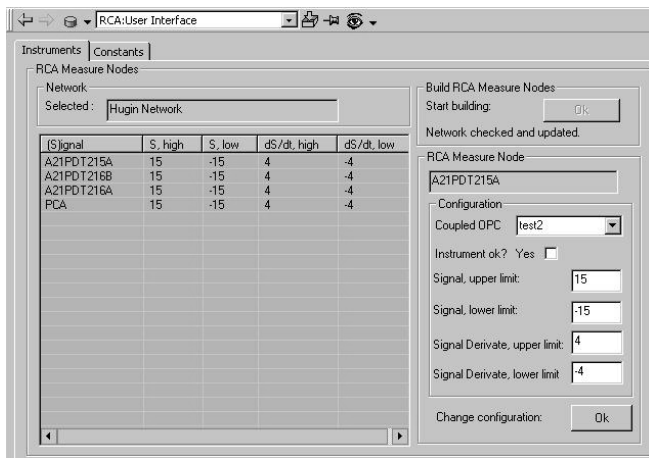 RCA:User Interface
Instruments
Constants
RCA Measure Nodes
Network
Selected :
Hugin Network
(S)ignal S, high S, low dS/dt, high dS/dt, low
A21PDT215A 15 -15 4 -4
A21PDT216B 15 -15 4 -4
A21PDT216A 15 -15 4 -4
PCA 15 -15 4 -4
Build RCA Measure Nodes
Start building: Ok
Network checked and updated.
RCA Measure Node
A21PDT215A
Configuration
Coupled OPC test2
Instrument ok? Yes
Signal, upper limit: 15
Signal, lower limit: -15
Signal Derivate, upper limit: 4
Signal Derivate, lower limit -4
Change configuration: Ok